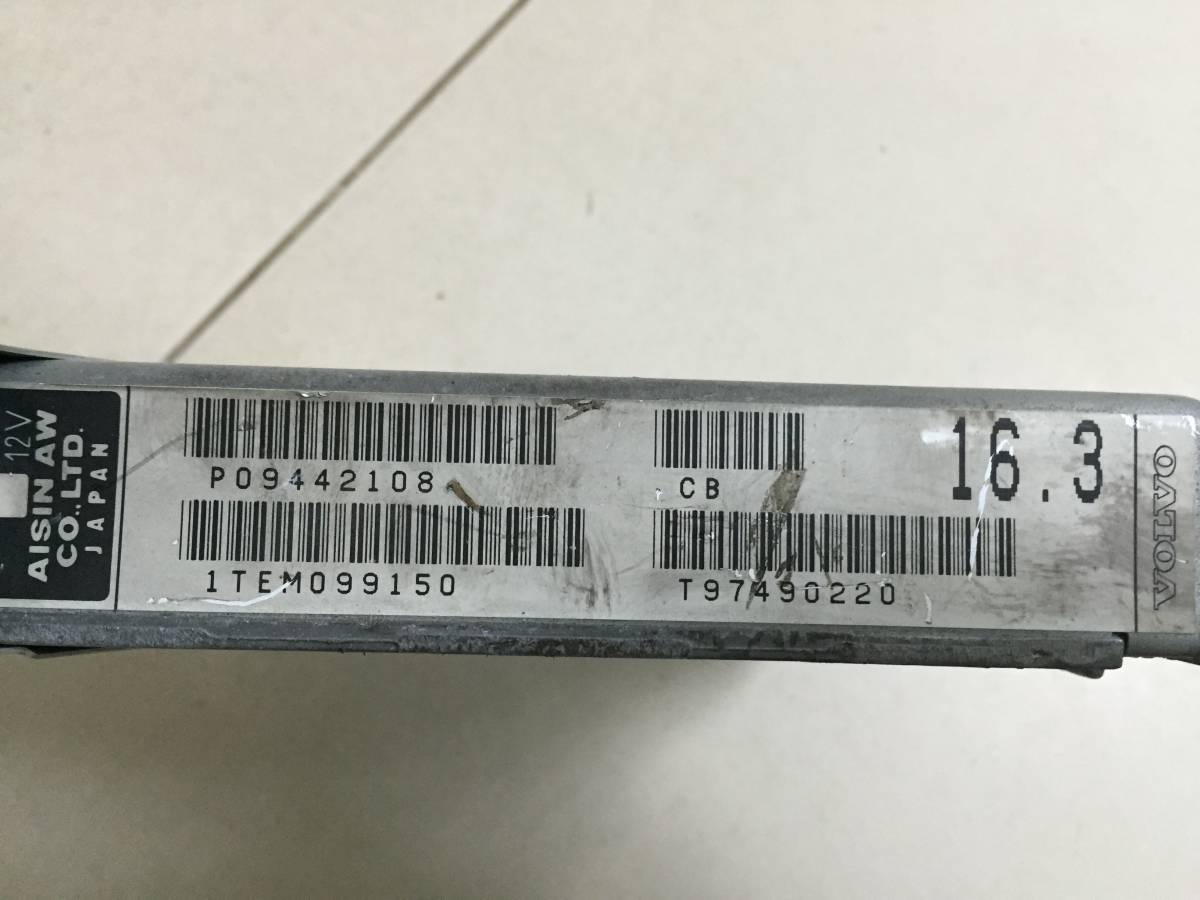 12V
AISIN AW
CO.,LTD.
JAPAN
P09442108
CB
16.3
1TEM099150
T97490220
VOLVO